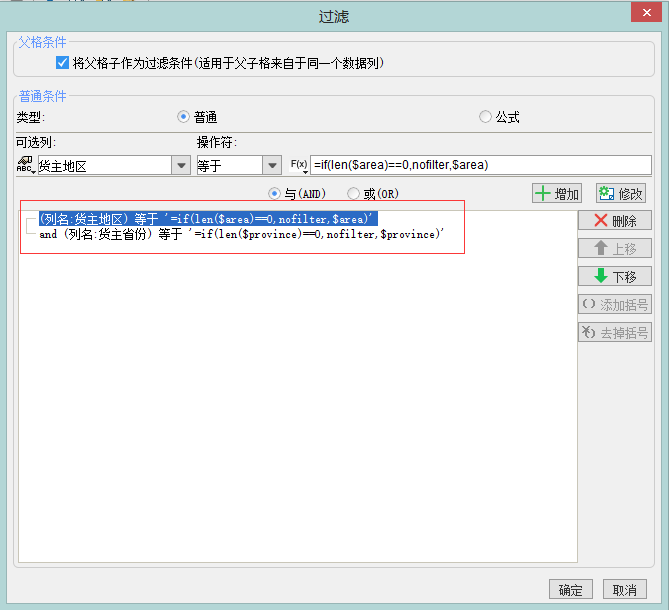 过滤
父格条件
将父格子作为过滤条件(适用于父子格来自于同一个数据列)
普通条件
类型: 普通 公式
可选列: 操作符:
ABC 货主地区 等于 F(x) =if(len($area)==0,nofilter,$area)
与(AND) 或(OR) 增加 修改
(列名:货主地区) 等于 '=if(len($area)==0,nofilter,$area)'
and (列名:货主省份) 等于 '=if(len($province)==0,nofilter,$province)'
删除
上移
下移
() 添加括号
去掉括号
确定 取消